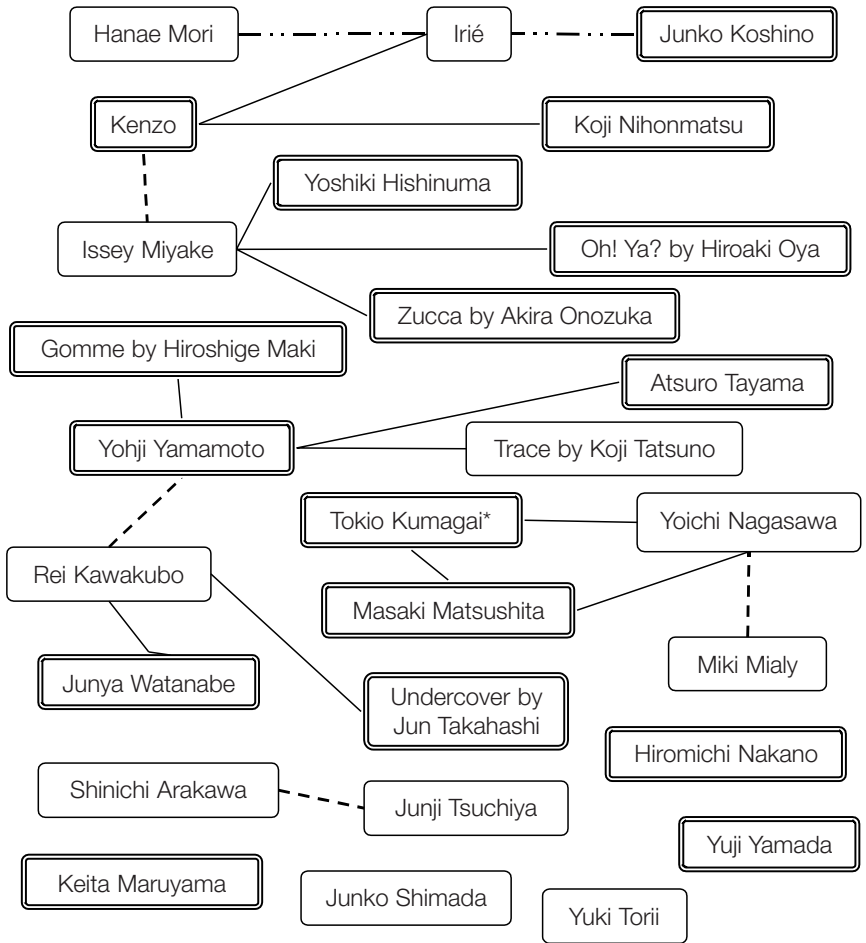 Hanae Mori
Irié
Junko Koshino
Kenzo
Koji Nihonmatsu
Yoshiki Hishinuma
Issey Miyake
Oh! Ya? by Hiroaki Oya
Zucca by Akira Onozuka
Gomme by Hiroshige Maki
Atsuro Tayama
Yohji Yamamoto
Trace by Koji Tatsuno
Tokio Kumagai*
Yoichi Nagasawa
Rei Kawakubo
Masaki Matsushita
Miki Mialy
Junya Watanabe
Undercover by
Jun Takahashi
Hiromichi Nakano
Shinichi Arakawa
Junji Tsuchiya
Yuji Yamada
Keita Maruyama
Junko Shimada
Yuki Torii